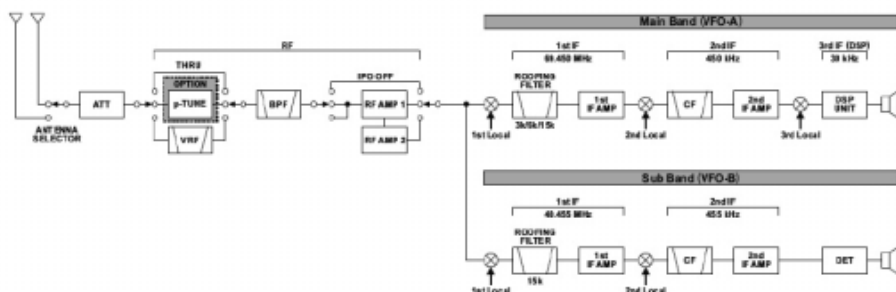 Main Band (VFO-A)
RF
1st IF
69.450 MHz
2nd IF
450 kHz
3rd IF (DSP)
30 kHz
THRU
OPTION
μ-TUNE
IPO-OFF
ROOFING
FILTER
ATT
BPF
RF AMP 1
1st
IF AMP
CF
2nd
IF AMP
DSP
UNIT
ANTENNA
SELECTOR
VRF
RF AMP 2
1st Local
3k/6k/15k
2nd Local
3rd Local
Sub Band (VFO-B)
1st IF
40.455 MHz
2nd IF
455 kHz
ROOFING
FILTER
1st
IF AMP
CF
2nd
IF AMP
DET
1st Local
15k
2nd Local